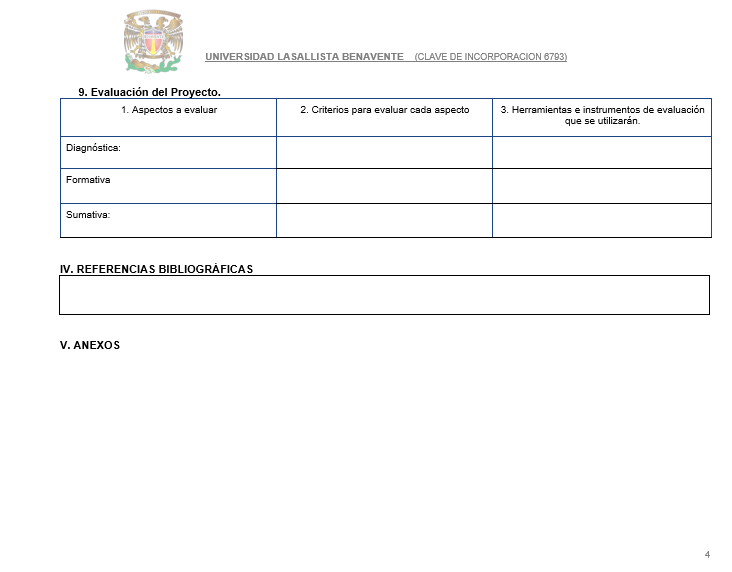 UNIVERSIDAD LASALLISTA BENAVENTE (CLAVE DE INCORPORACION 6793)
9. Evaluación del Proyecto.
1. Aspectos a evaluar
2. Criterios para evaluar cada aspecto
3. Herramientas e instrumentos de evaluación
que se utilizarán.
Diagnóstica:
Formativa
Sumativa:
IV. REFERENCIAS BIBLIOGRÁFICAS
V. ANEXOS
4